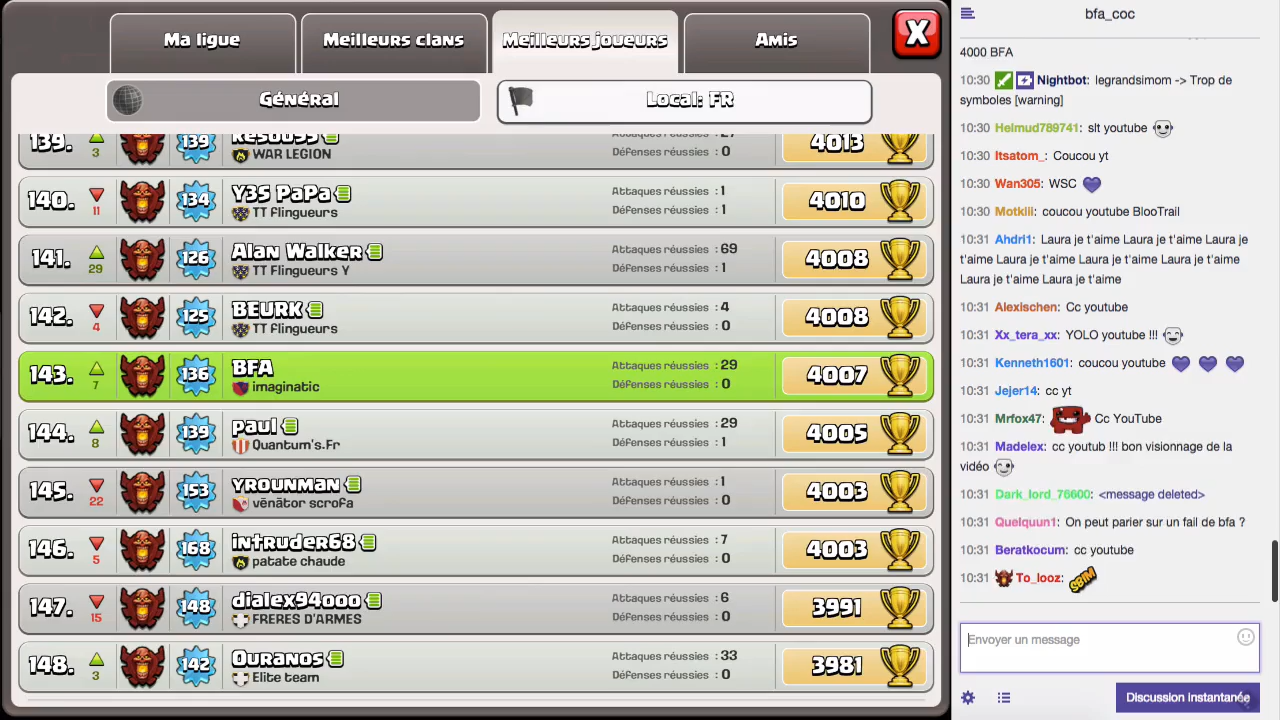 Ma ligue
Meilleurs clans
Meilleurs joueurs
Amis
X
Général
Local: FR
139. 3 139 Attaques réussies : 27
WAR LEGION Défenses réussies : 0 4013
140. 11 134 Y3S PaPa Attaques réussies : 1
TT Flingueurs Défenses réussies : 1 4010
141. 29 126 Alan Walker Attaques réussies : 69
TT Flingueurs Y Défenses réussies : 1 4008
142. 4 125 BEURK Attaques réussies : 4
TT Flingueurs Défenses réussies : 0 4008
143. 7 136 BFA Attaques réussies : 29
imaginatic Défenses réussies : 0 4007
144. 8 139 paul Attaques réussies : 29
Quantum's.Fr Défenses réussies : 1 4005
145. 22 153 YROUNMAN Attaques réussies : 1
vēnātor scrofa Défenses réussies : 0 4003
146. 5 168 intruder68 Attaques réussies : 7
patate chaude Défenses réussies : 0 4003
147. 15 148 dialex94000 Attaques réussies : 6
FRERES D'ARMES Défenses réussies : 0 3991
148. 3 142 Ouranos Attaques réussies : 33
Elite team Défenses réussies : 0 3981
bfa_coc
4000 BFA
10:30 Nightbot: legrandsimom -> Trop de
symboles [warning]
10:30 Helmud789741: slt youtube
10:30 Itsatom_: Coucou yt
10:30 Wan305: WSC
10:30 Motkill: coucou youtube BlooTrail
10:31 Ahdri1: Laura je t'aime Laura je t'aime Laura je
t'aime Laura je t'aime Laura je t'aime Laura je t'aime
Laura je t'aime Laura je t'aime
10:31 Alexischen: Cc youtube
10:31 Xx_tera_xx: YOLO youtube !!!
10:31 Kenneth1601: coucou youtube
10:31 Jejer14: cc yt
10:31 Mrfox47: Cc YouTube
10:31 Madelex: cc youtub !!! bon visionnage de la
vidéo
10:31 Dark_lord_76600: <message deleted>
10:31 Quelquun1: On peut parier sur un fail de bfa ?
10:31 Beratkocum: cc youtube
10:31 To_looz: SBIM
Envoyer un message
Discussion instantanée